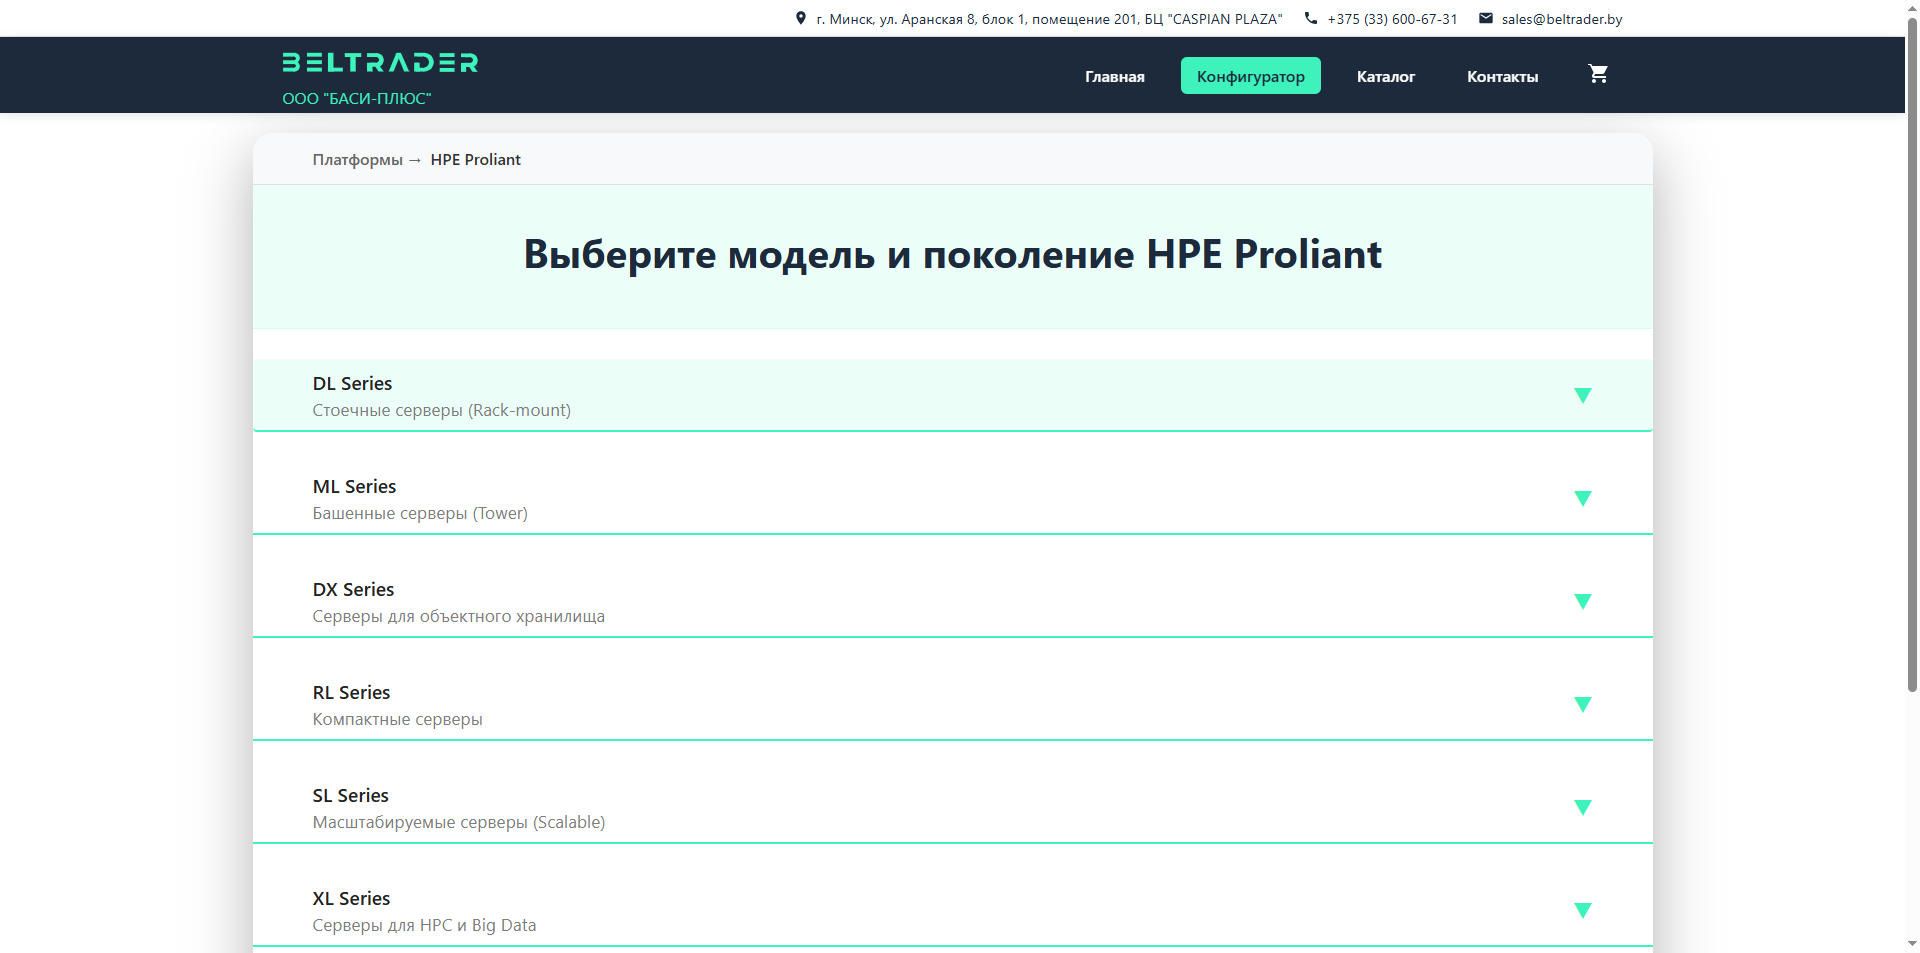 г. Минск, ул. Аранская 8, блок 1, помещение 201, БЦ "CASPIAN PLAZA" +375 (33) 600-67-31 sales@beltrader.by
BELTRADER
ООО "БАСИ-ПЛЮС"
Главная Конфигуратор Каталог Контакты
Платформы → HPE Proliant
Выберите модель и поколение HPE Proliant
DL Series
Стоечные серверы (Rack-mount)
ML Series
Башенные серверы (Tower)
DX Series
Серверы для объектного хранилища
RL Series
Компактные серверы
SL Series
Масштабируемые серверы (Scalable)
XL Series
Серверы для HPC и Big Data